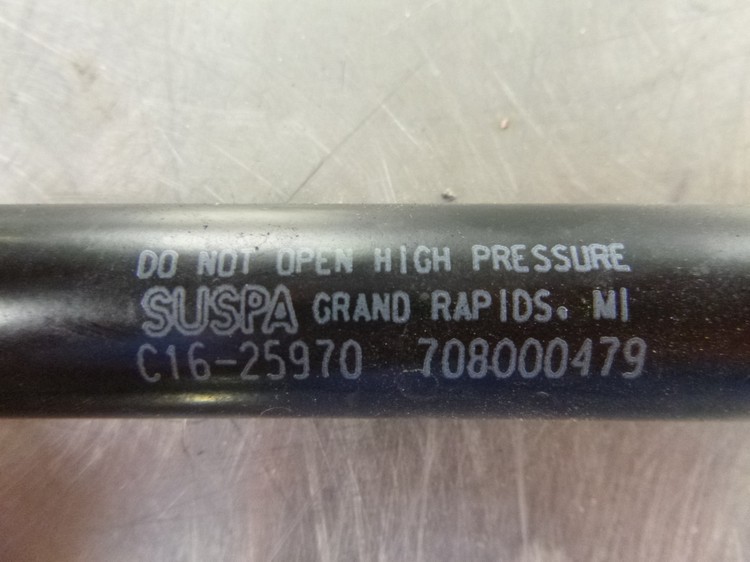 DO NOT OPEN HIGH PRESSURE
SUSPA GRAND RAPIDS. MI
C16-25970 708000479